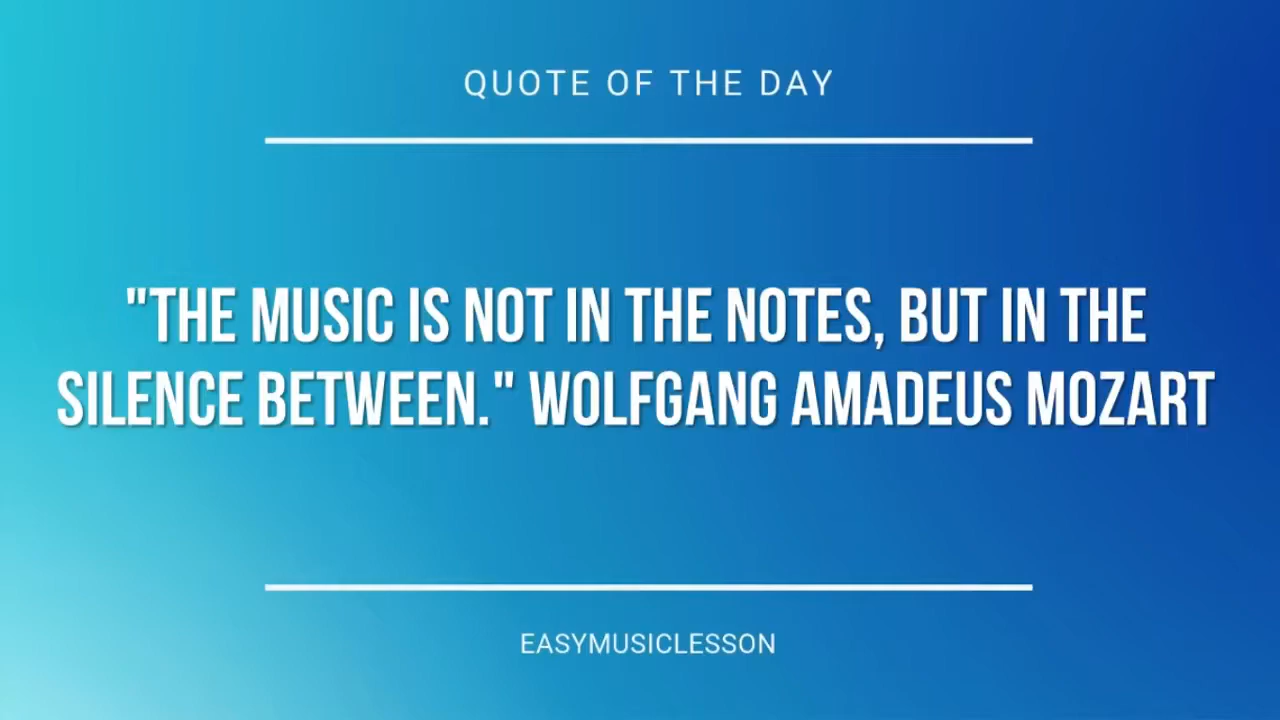 QUOTE OF THE DAY
"THE MUSIC IS NOT IN THE NOTES, BUT IN THE
SILENCE BETWEEN." WOLFGANG AMADEUS MOZART
EASYMUSICLESSON